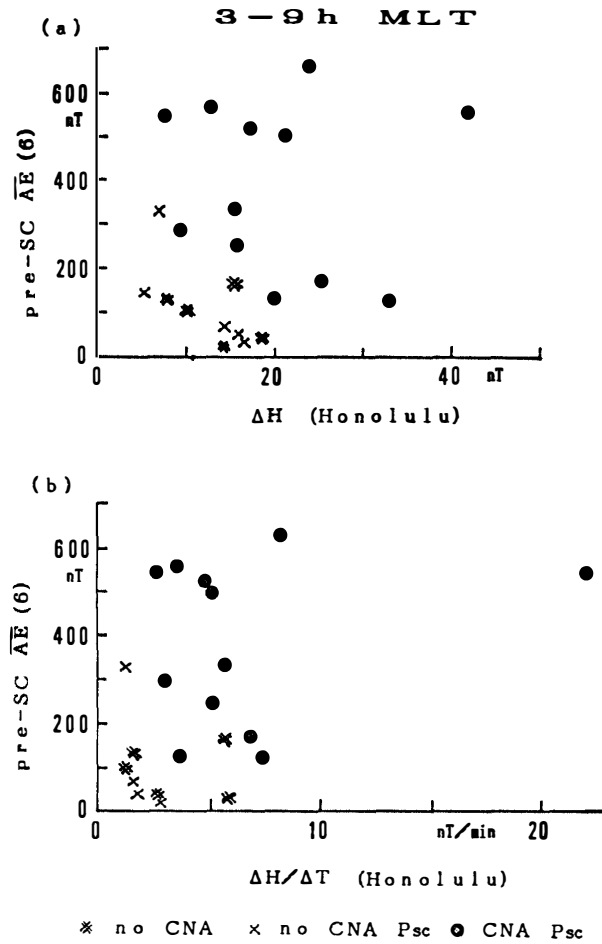 3-9h MLT
(a)
600
nT
400
200
0
pre-SC A̅E̅(6)
0 20 40 nT
ΔH (Honolulu)
(b)
600
nT
400
200
0
pre-SC A̅E̅(6)
0 10 nT/min 20
ΔH/ΔT (Honolulu)
no CNA × no CNA Psc ● CNA Psc